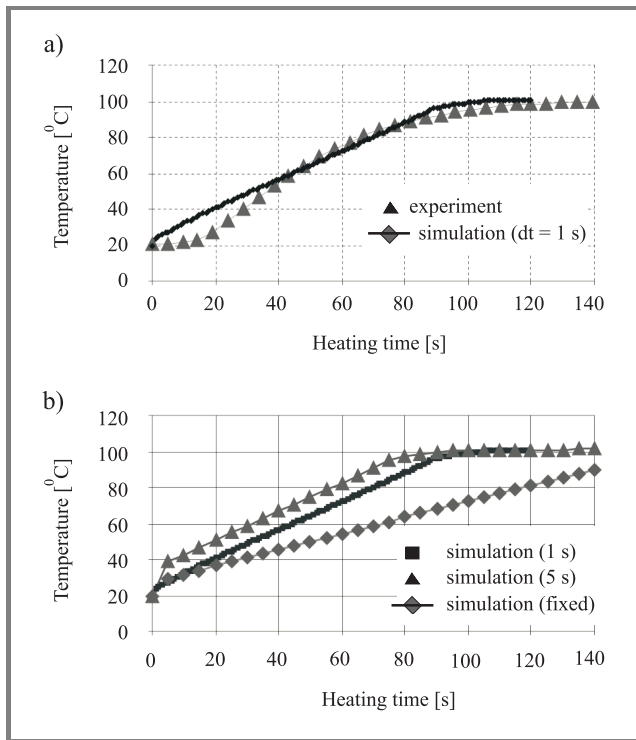 a)
120
100
80
60
40
20
0
Temperature [⁰C]
experiment
simulation (dt = 1 s)
0 20 40 60 80 100 120 140
Heating time [s]
b)
120
100
80
60
40
20
0
Temperature [⁰C]
simulation (1 s)
simulation (5 s)
simulation (fixed)
0 20 40 60 80 100 120 140
Heating time [s]